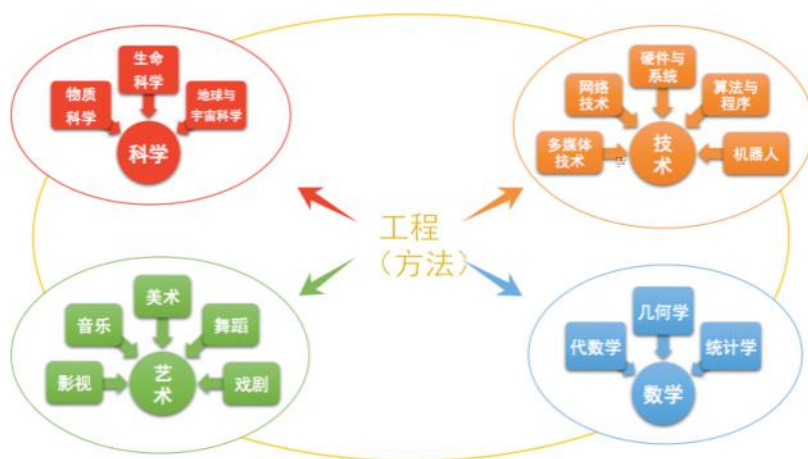 生命
科学
物质
科学
地球与
宇宙科学
科学
硬件与
系统
网络
技术
算法与
程序
多媒体
技术
技
术
机器人
工程
（方法）
美术
音乐
舞蹈
影视
艺
术
戏剧
几何学
代数学
统计学
数学